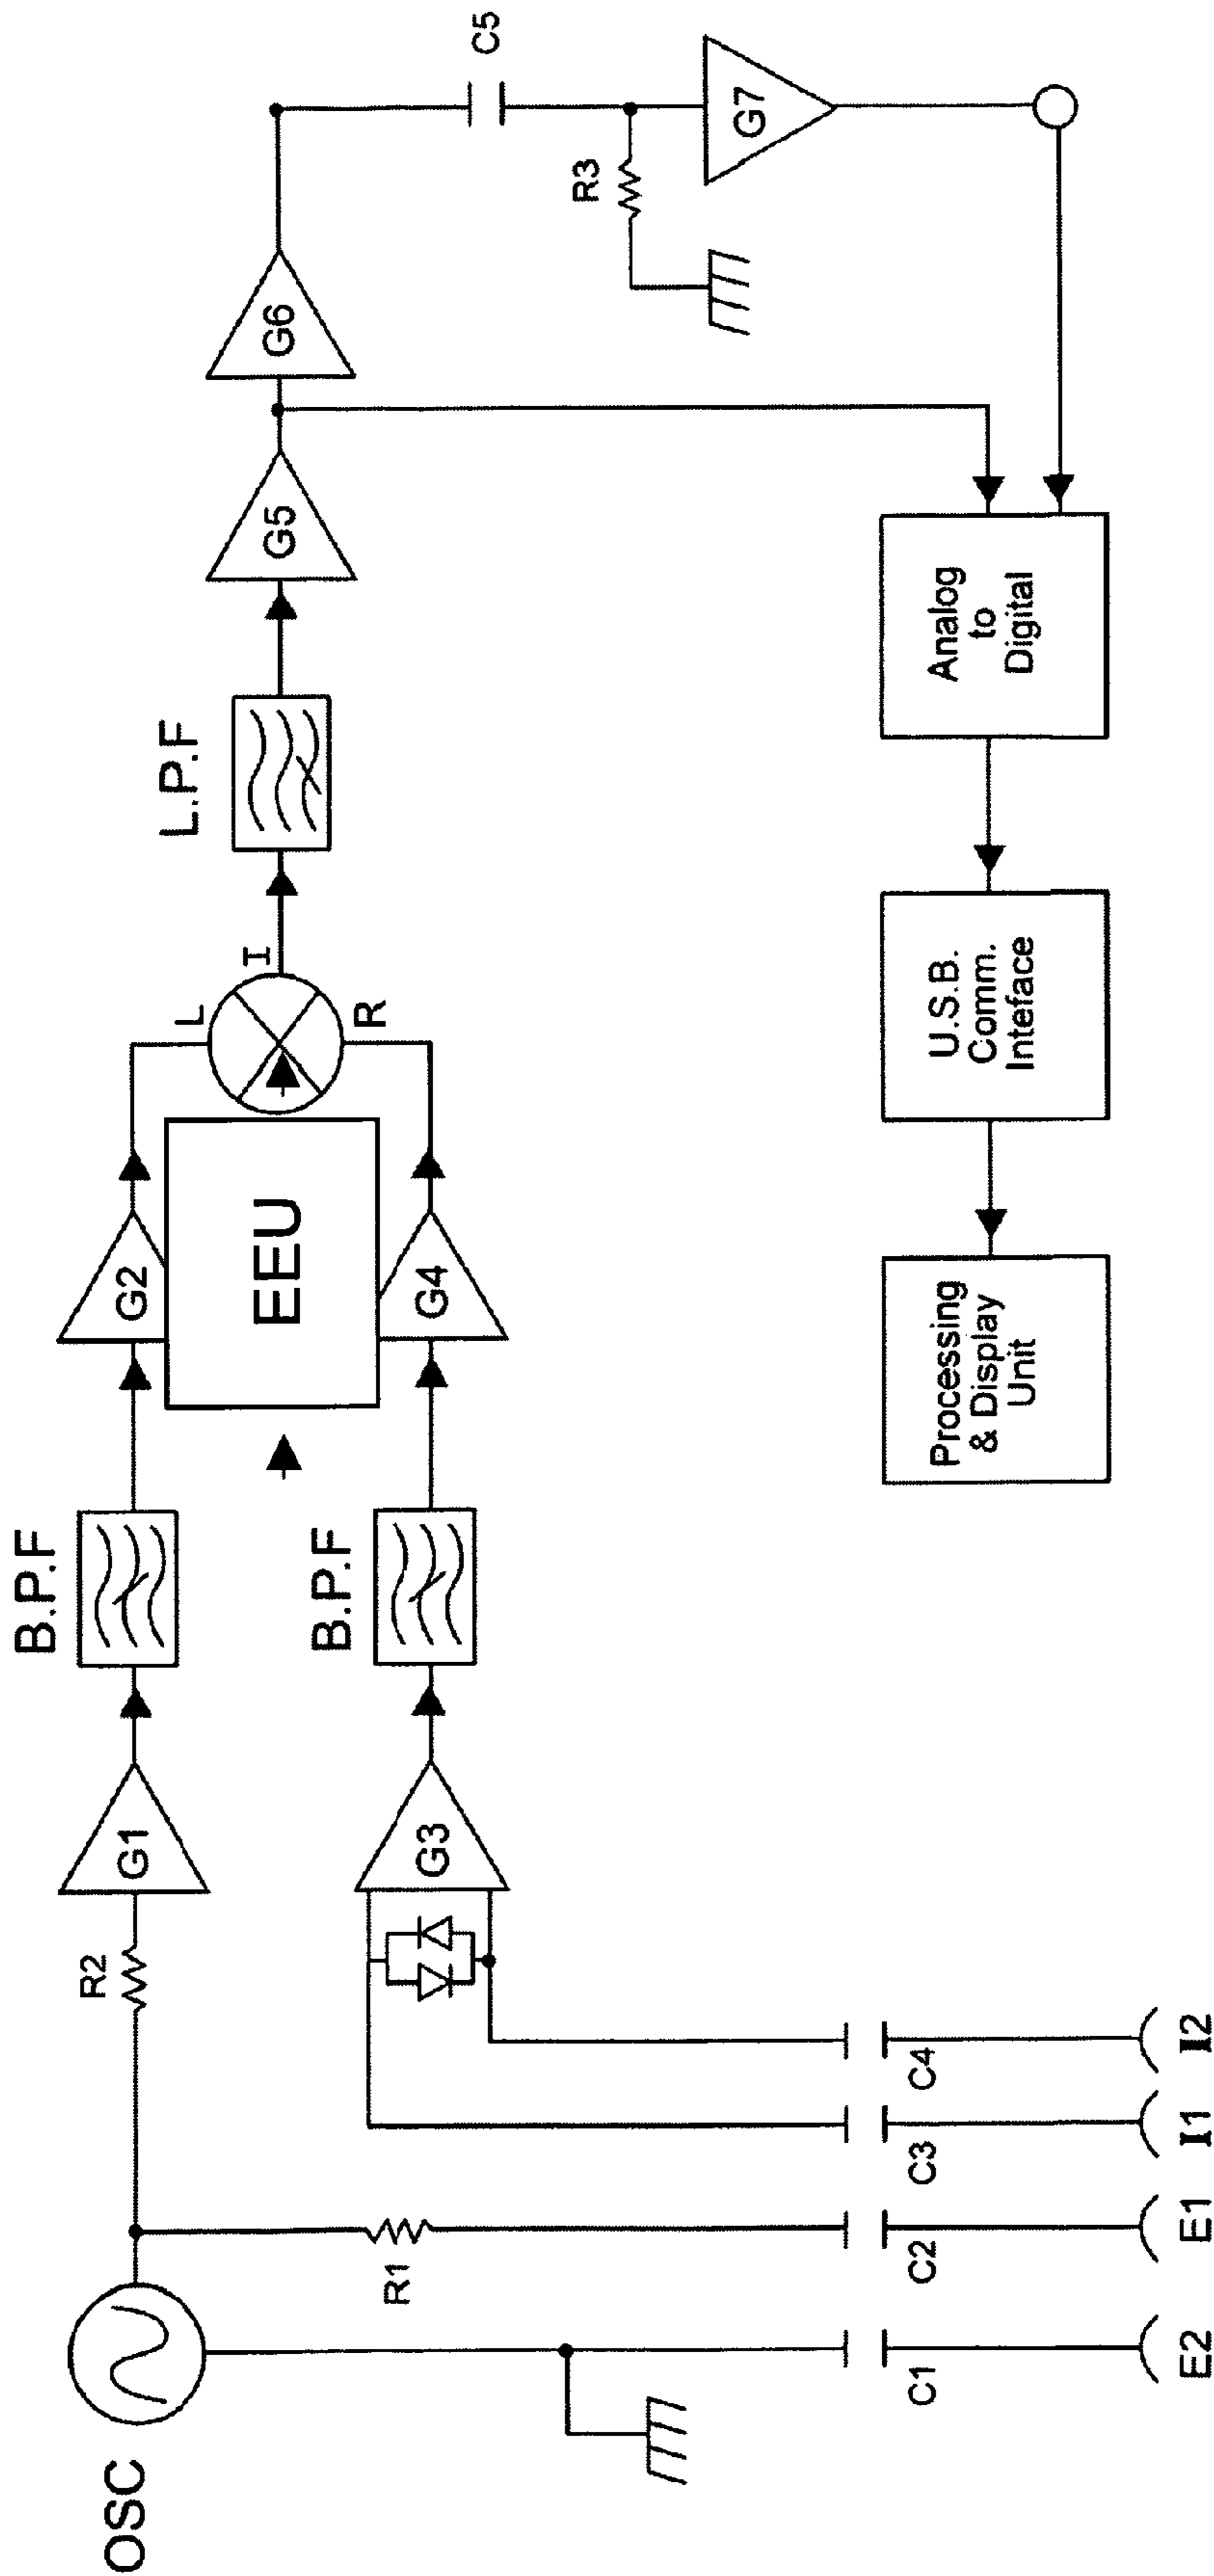 OSC
R2
G1
B.P.F
G2
L
I
R
EEU
L.P.F
G5
G6
C5
R3
G7
G3
B.P.F
G4
R1
C1
C2
C3
C4
E2
E1
I1
I2
Processing
& Display
Unit
U.S.B.
Comm.
Inteface
Analog
to
Digital